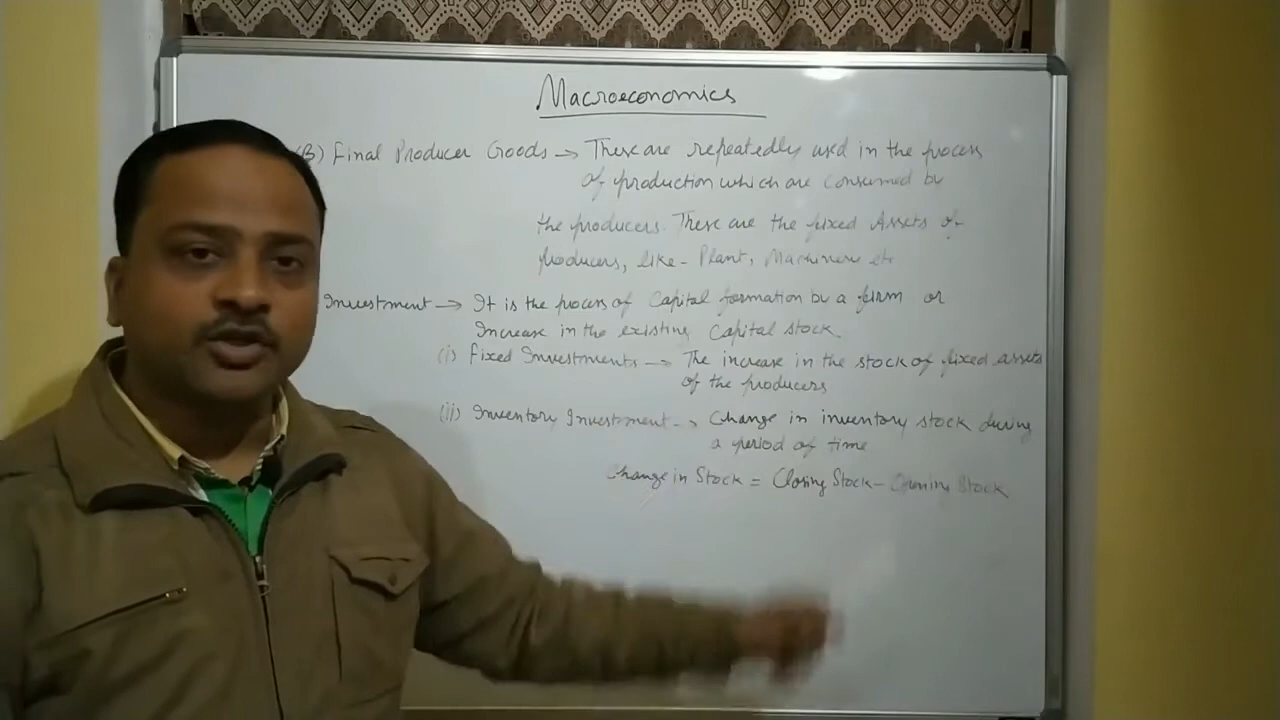 Macroeconomics
(B) Final Producer Goods → These are repeatedly used in the process
of production which are consumed by
the producers. These are the fixed Assets of
producers, like - Plant, Machinery etc
Investment → It is the process of Capital formation by a firm or
Increase in the existing Capital stock.
(i) Fixed Investments → The increase in the stock of fixed assets
of the producers
(ii) Inventory Investment → Change in inventory stock during
a period of time
Change in Stock = Closing Stock - Opening Stock